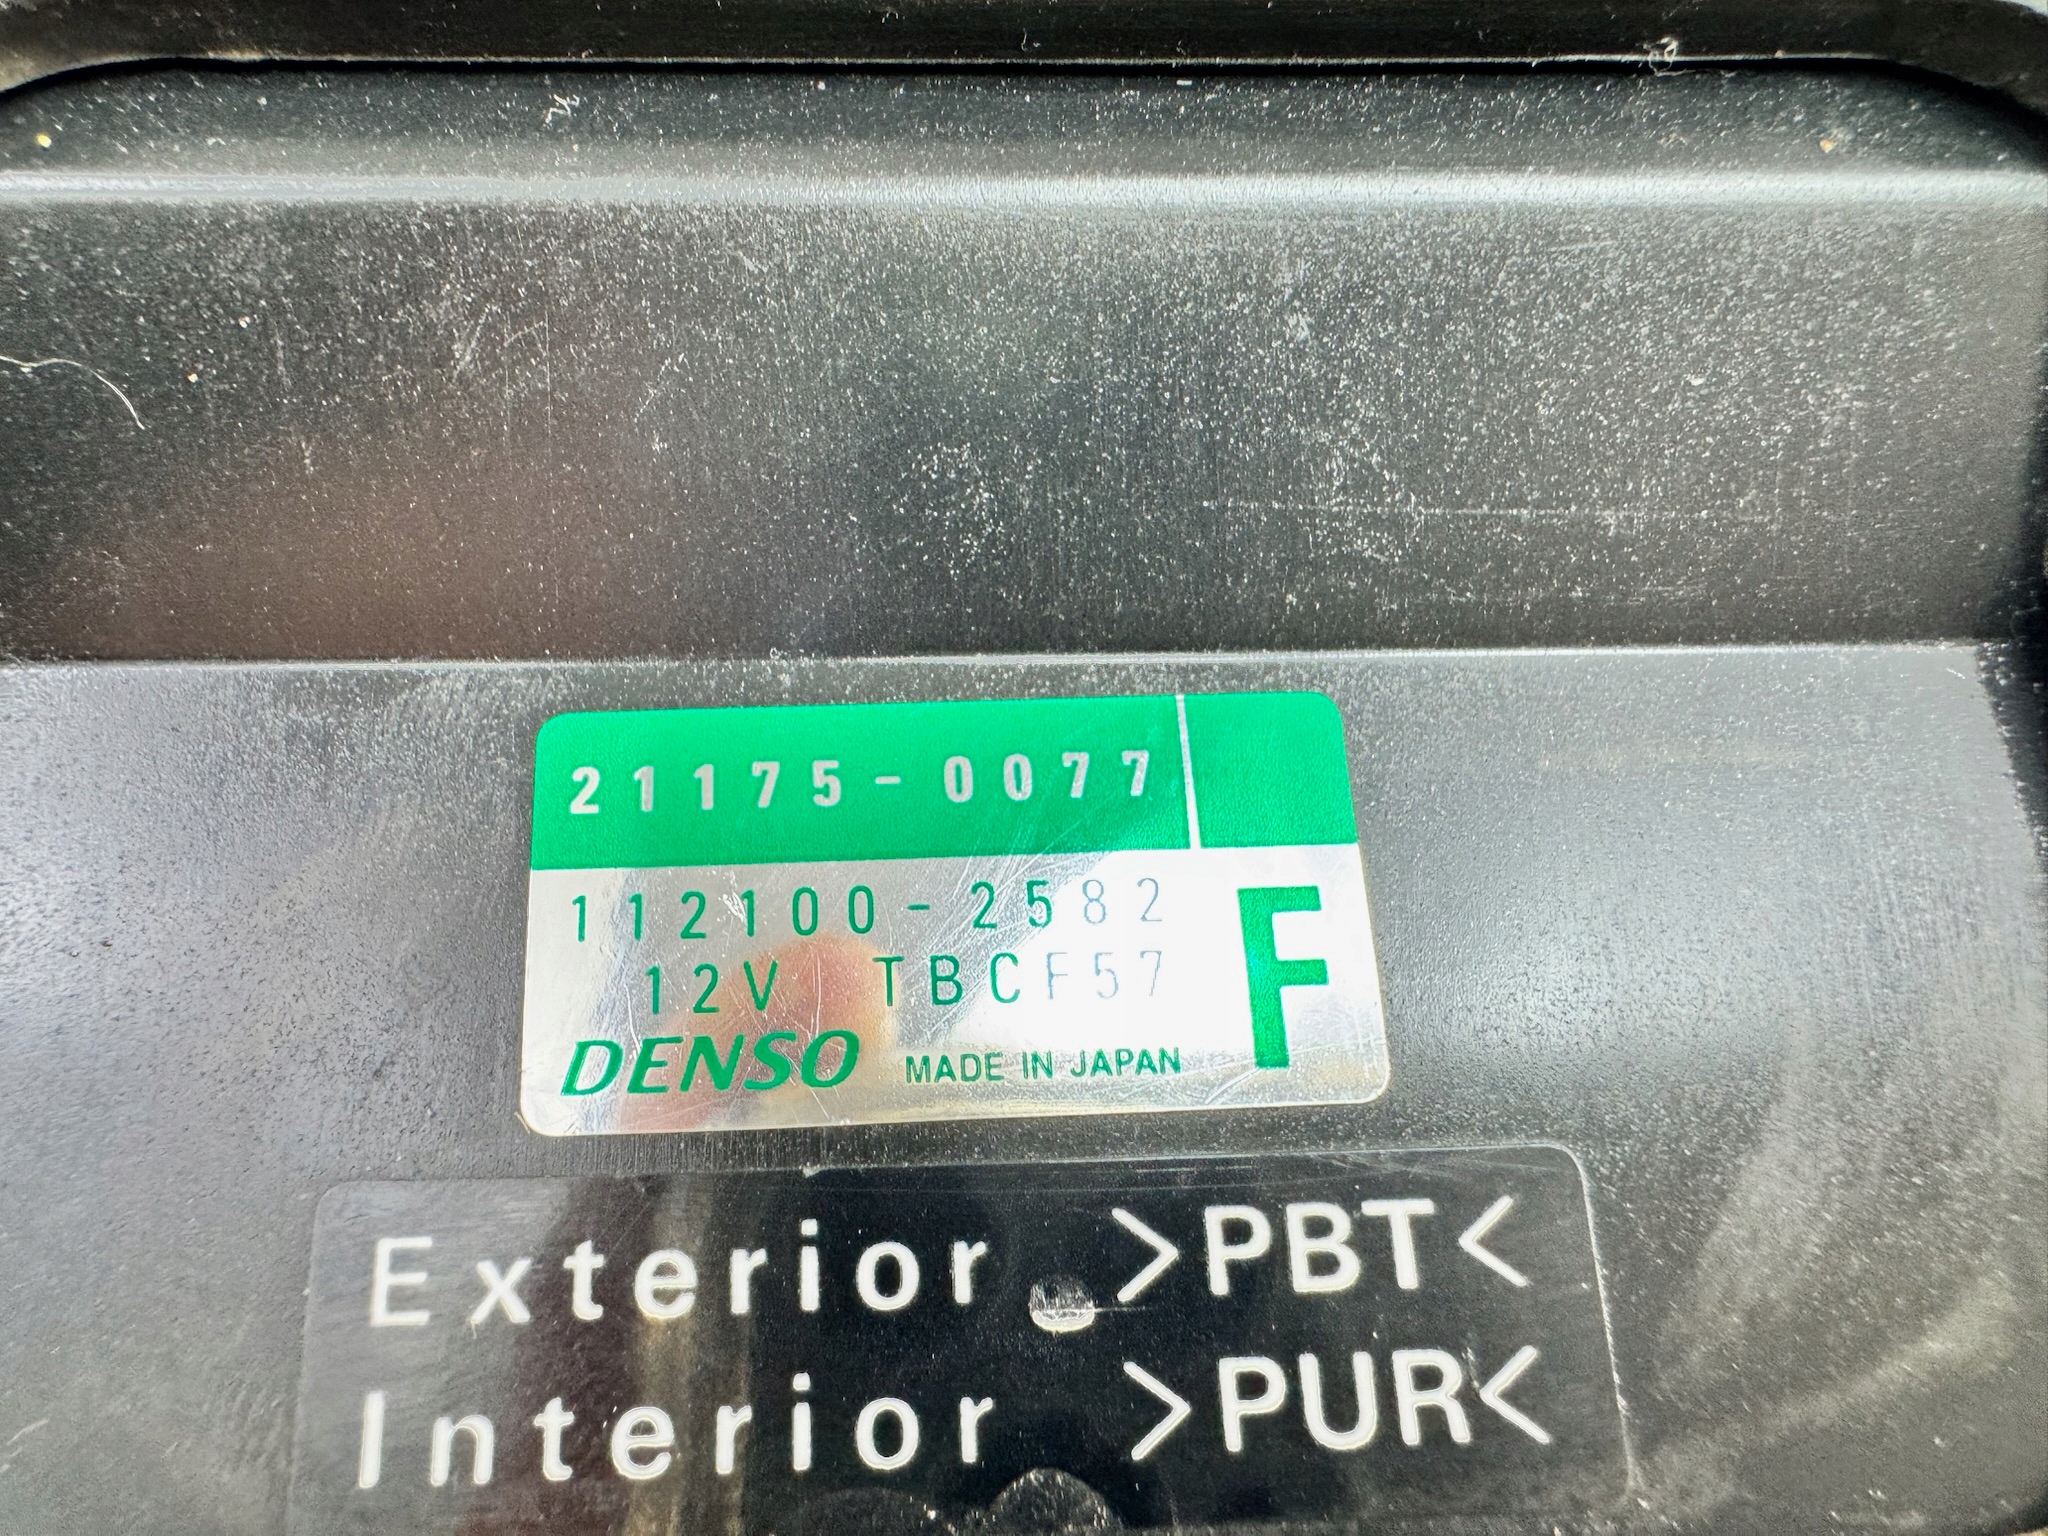 21175-0077
112100-2582
12V TBCF57
F
DENSO MADE IN JAPAN
Exterior >PBT<
Interior >PUR<